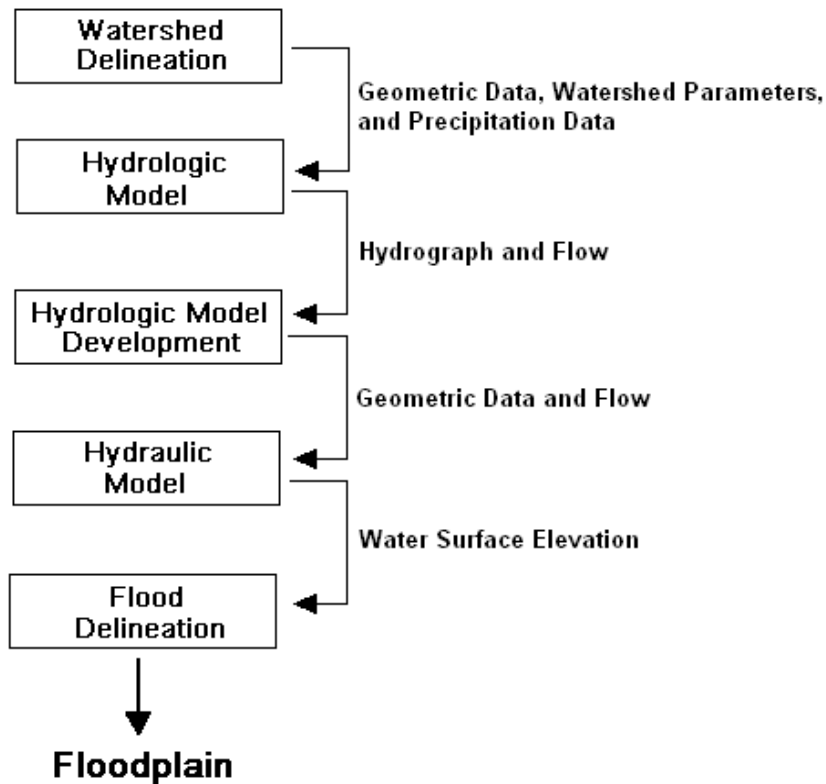 Watershed
Delineation
Geometric Data, Watershed Parameters,
and Precipitation Data
Hydrologic
Model
Hydrograph and Flow
Hydrologic Model
Development
Geometric Data and Flow
Hydraulic
Model
Water Surface Elevation
Flood
Delineation
Floodplain